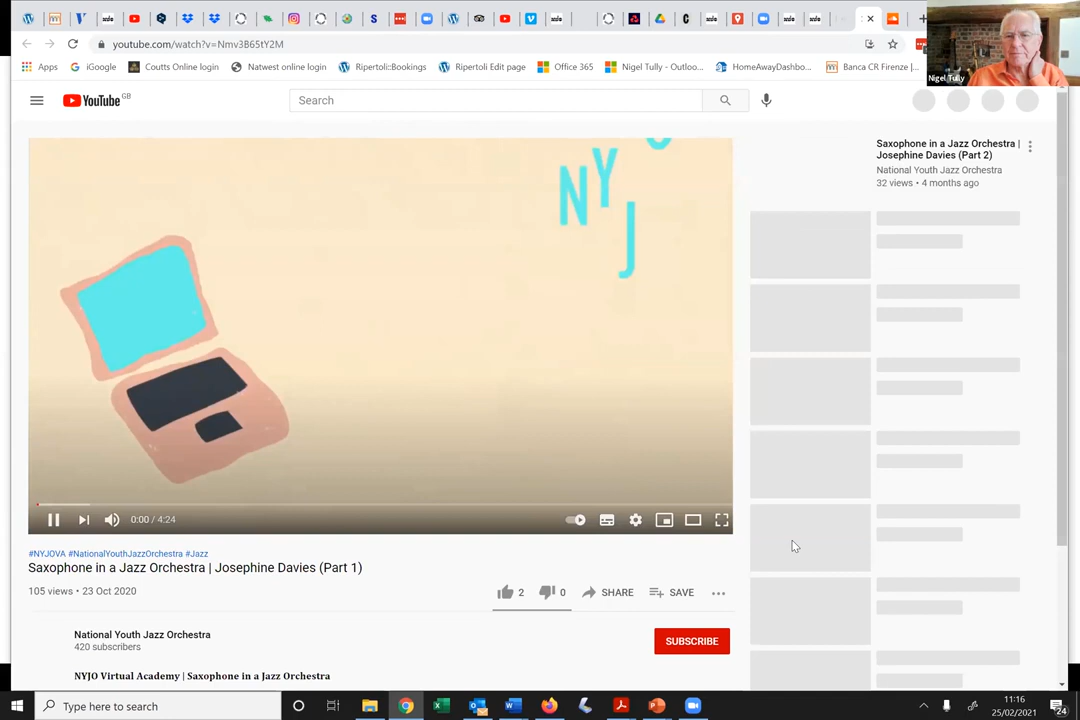 youtube.com/watch?v=Nmv3B65tY2M
Apps
iGoogle
Coutts Online login
Natwest online login
Ripertoli::Bookings
Ripertoli Edit page
Office 365
Nigel Tully - Outloo...
HomeAwayDashbo...
Banca CR Firenze |...
Nigel Tully
YouTube GB
Search
NYJO
Saxophone in a Jazz Orchestra |
Josephine Davies (Part 2)
National Youth Jazz Orchestra
32 views • 4 months ago
0:00 / 4:24
#NYJOVA #NationalYouthJazzOrchestra #Jazz
Saxophone in a Jazz Orchestra | Josephine Davies (Part 1)
105 views • 23 Oct 2020
2
0
SHARE
SAVE
National Youth Jazz Orchestra
420 subscribers
SUBSCRIBE
NYJO Virtual Academy | Saxophone in a Jazz Orchestra
Type here to search
11:16
25/02/2021
24